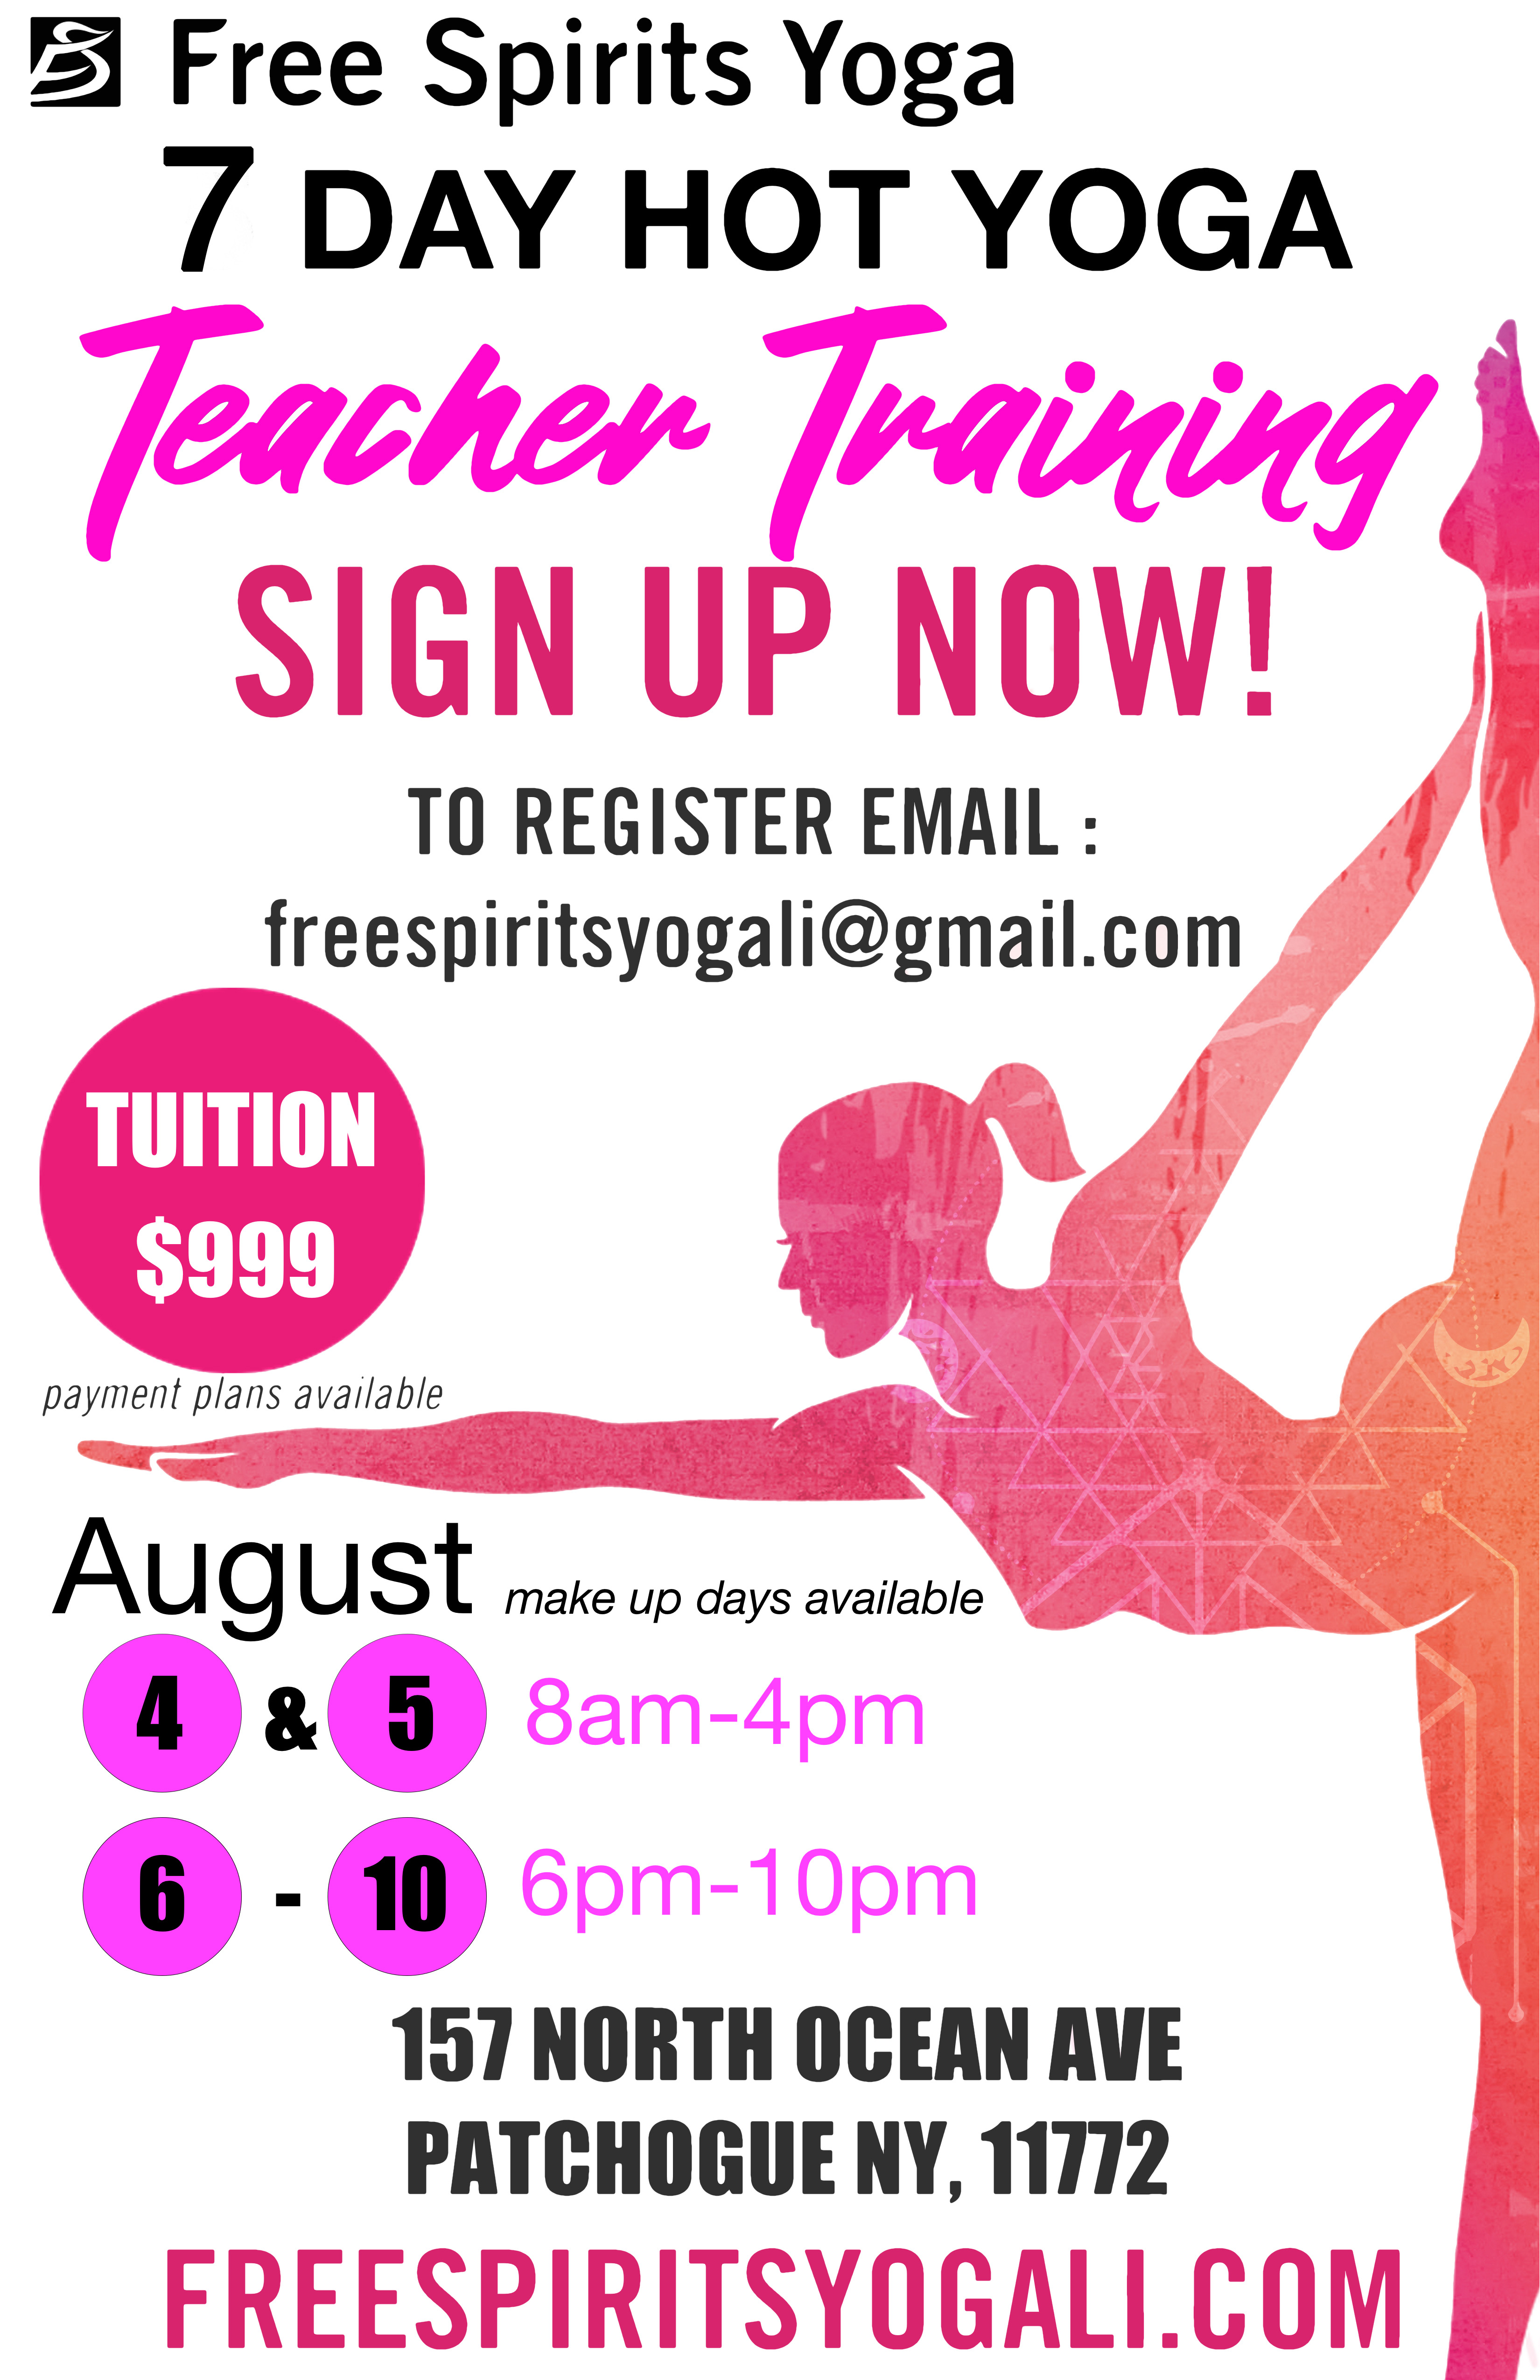 Free Spirits Yoga
7 DAY HOT YOGA
Teacher Training
SIGN UP NOW!
TO REGISTER EMAIL :
freespiritsyogali@gmail.com
TUITION
$999
payment plans available
August make up days available
4 & 5 8am-4pm
6 - 10 6pm-10pm
157 NORTH OCEAN AVE
PATCHOGUE NY, 11772
FREESPIRITSYOGALI.COM